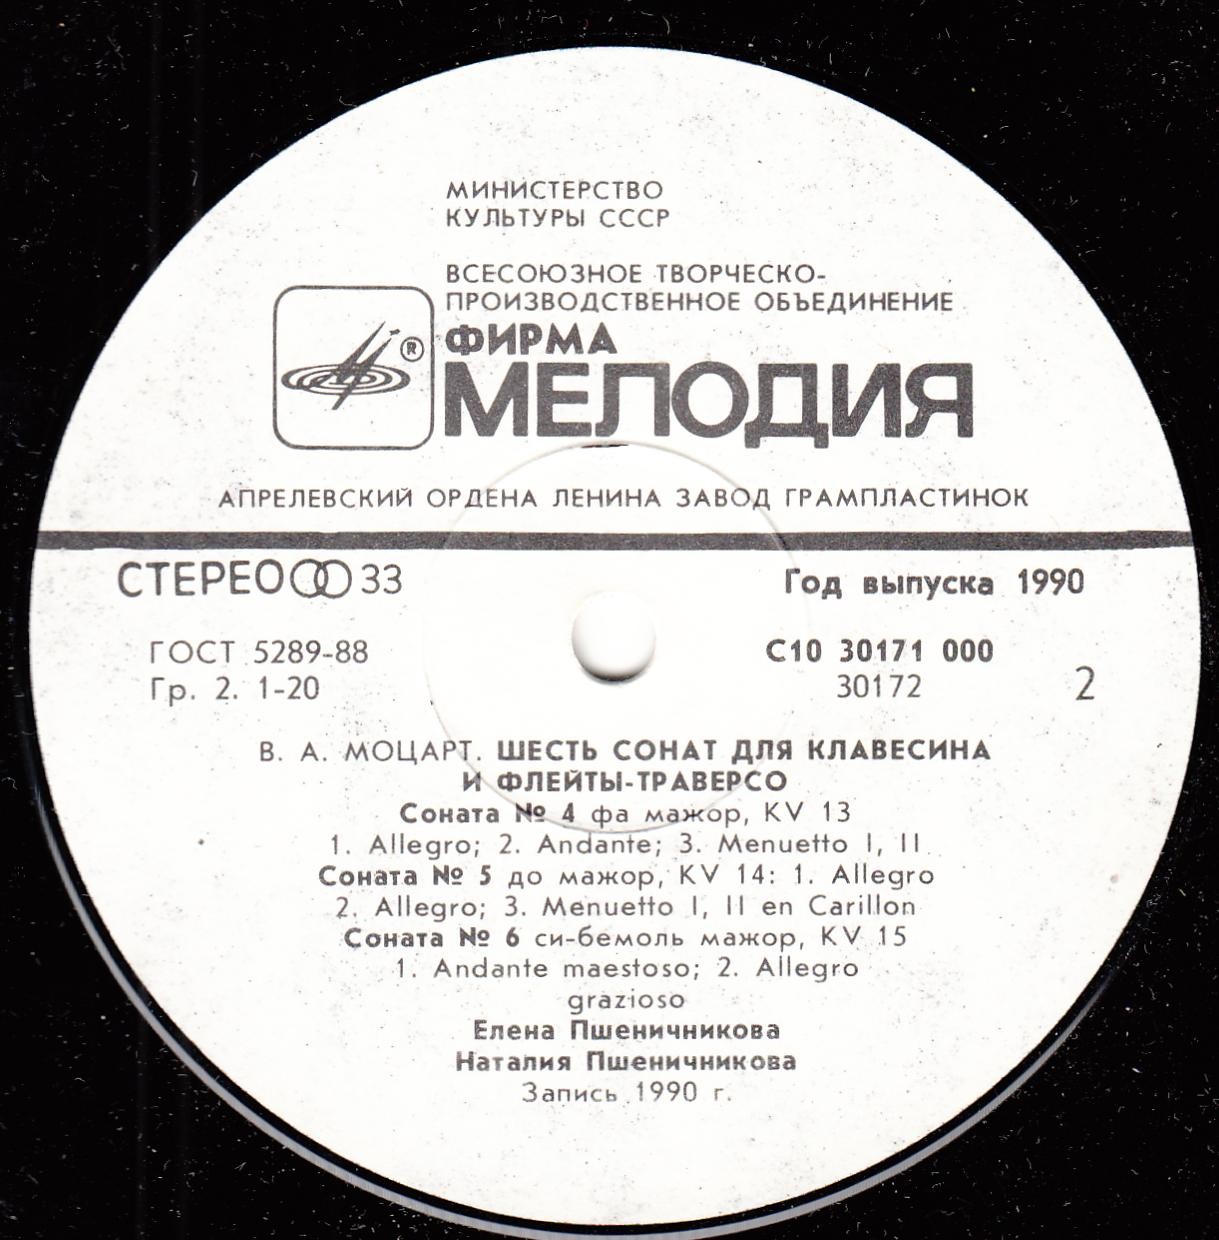 МИНИСТЕРСТВО
КУЛЬТУРЫ СССР
ВСЕСОЮЗНОЕ ТВОРЧЕСКО-
ПРОИЗВОДСТВЕННОЕ ОБЪЕДИНЕНИЕ
ФИРМА
®
МЕЛОДИЯ
АПРЕЛЕВСКИЙ ОРДЕНА ЛЕНИНА ЗАВОД ГРАМПЛАСТИНОК
СТЕРЕО 33
Год выпуска 1990
ГОСТ 5289-88
Гр. 2. 1-20
С10 30171 000
30172
2
В. А. МОЦАРТ. ШЕСТЬ СОНАТ ДЛЯ КЛАВЕСИНА
И ФЛЕЙТЫ-ТРАВЕРСО
Соната № 4 фа мажор, KV 13
1. Allegro; 2. Andante; 3. Menuetto I, II
Соната № 5 до мажор, KV 14: 1. Allegro
2. Allegro; 3. Menuetto I, II en Carillon
Соната № 6 си-бемоль мажор, KV 15
1. Andante maestoso; 2. Allegro
grazioso
Елена Пшеничникова
Наталия Пшеничникова
Запись 1990 г.